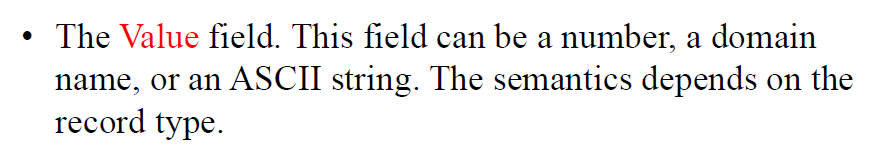 • The Value field. This field can be a number, a domain
name, or an ASCII string. The semantics depends on the
record type.